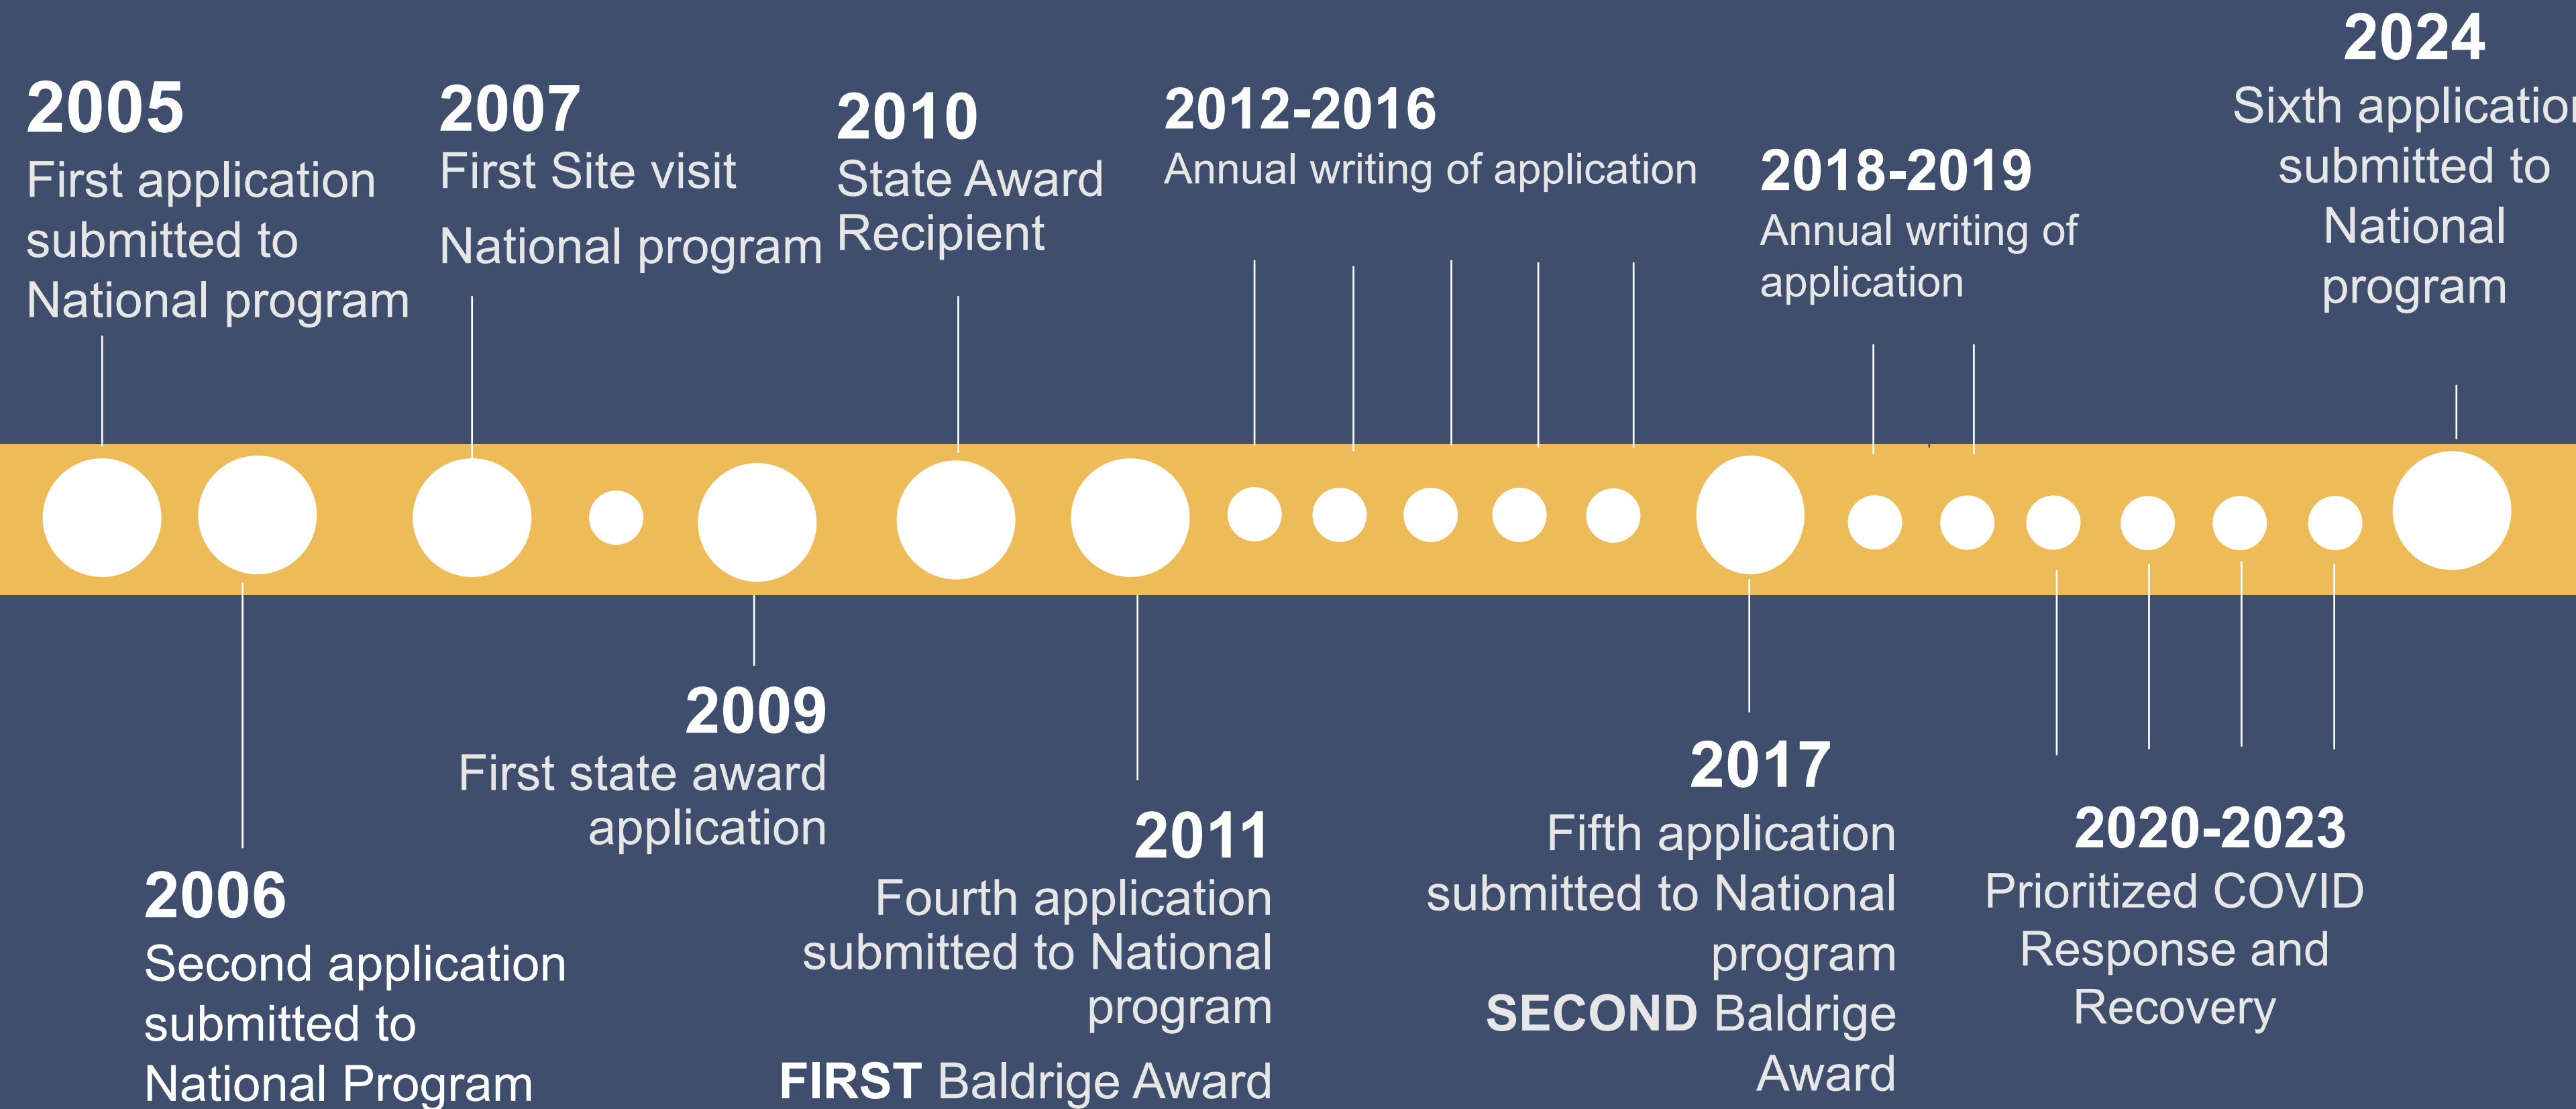 2005
First application
submitted to
National program
2007
First Site visit
National program
2010
State Award
Recipient
2012-2016
Annual writing of application
2018-2019
Annual writing of
application
2024
Sixth application
submitted to
National
program
2006
Second application
submitted to
National Program
2009
First state award
application
2011
Fourth application
submitted to National
program
FIRST Baldrige Award
2017
Fifth application
submitted to National
program
SECOND Baldrige
Award
2020-2023
Prioritized COVID
Response and
Recovery